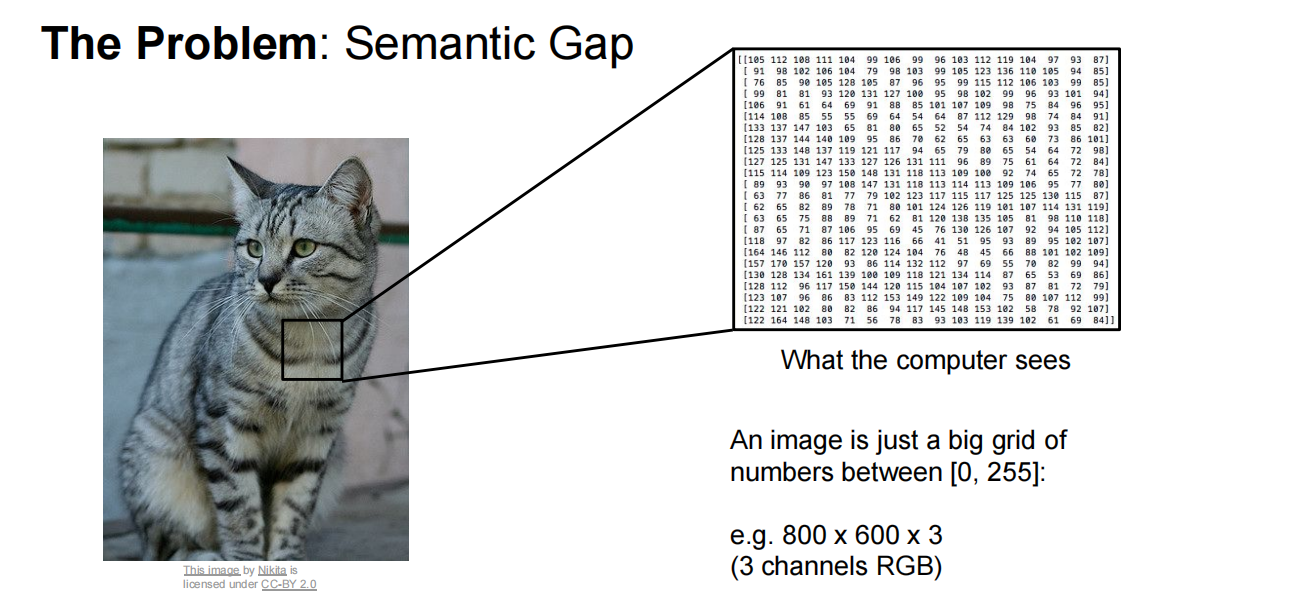 The Problem: Semantic Gap
[[105 112 108 111 104 99 106 99 96 103 112 119 104 97 93 87]
[ 91 98 102 106 104 79 98 103 99 105 123 136 110 105 94 85]
[ 76 85 90 105 128 105 87 96 95 99 115 112 106 103 99 85]
[ 99 81 81 93 120 131 127 100 95 98 102 99 96 93 101 94]
[106 91 61 64 69 91 88 85 101 107 109 98 75 84 96 95]
[114 108 85 55 55 69 64 54 64 87 112 129 98 74 84 91]
[133 137 147 103 65 81 80 65 52 54 74 84 102 93 85 82]
[128 137 144 140 109 95 86 70 62 65 63 63 60 73 86 101]
[125 133 148 137 119 121 117 94 65 79 80 65 54 64 72 98]
[127 125 131 147 133 127 126 131 111 96 89 75 61 64 72 84]
[115 114 109 123 150 148 131 118 113 109 100 92 74 65 72 78]
[ 89 93 90 97 108 147 131 118 113 114 113 109 106 95 77 80]
[ 63 77 86 81 77 79 102 123 117 115 117 125 125 130 115 87]
[ 62 65 82 89 78 71 80 101 124 126 119 101 107 114 131 119]
[ 63 65 75 88 89 71 62 81 120 138 135 105 81 98 110 118]
[ 87 65 71 87 106 95 69 45 76 130 126 107 92 94 105 112]
[118 97 82 86 117 123 116 66 41 51 95 93 89 95 102 107]
[164 146 112 80 82 120 124 104 76 48 45 66 88 101 102 109]
[157 170 157 120 93 86 114 132 112 97 69 55 70 82 99 94]
[130 128 134 161 139 100 109 118 121 134 114 87 65 53 69 86]
[128 112 96 117 150 144 120 115 104 107 102 93 87 81 72 79]
[123 107 96 86 83 112 153 149 122 109 104 75 80 107 112 99]
[122 121 102 80 82 86 94 117 145 148 153 102 58 78 92 107]
[122 164 148 103 71 56 78 83 93 103 119 139 102 61 69 84]]
What the computer sees
An image is just a big grid of
numbers between [0, 255]:
e.g. 800 x 600 x 3
(3 channels RGB)
This image by Nikita is
licensed under CC-BY 2.0